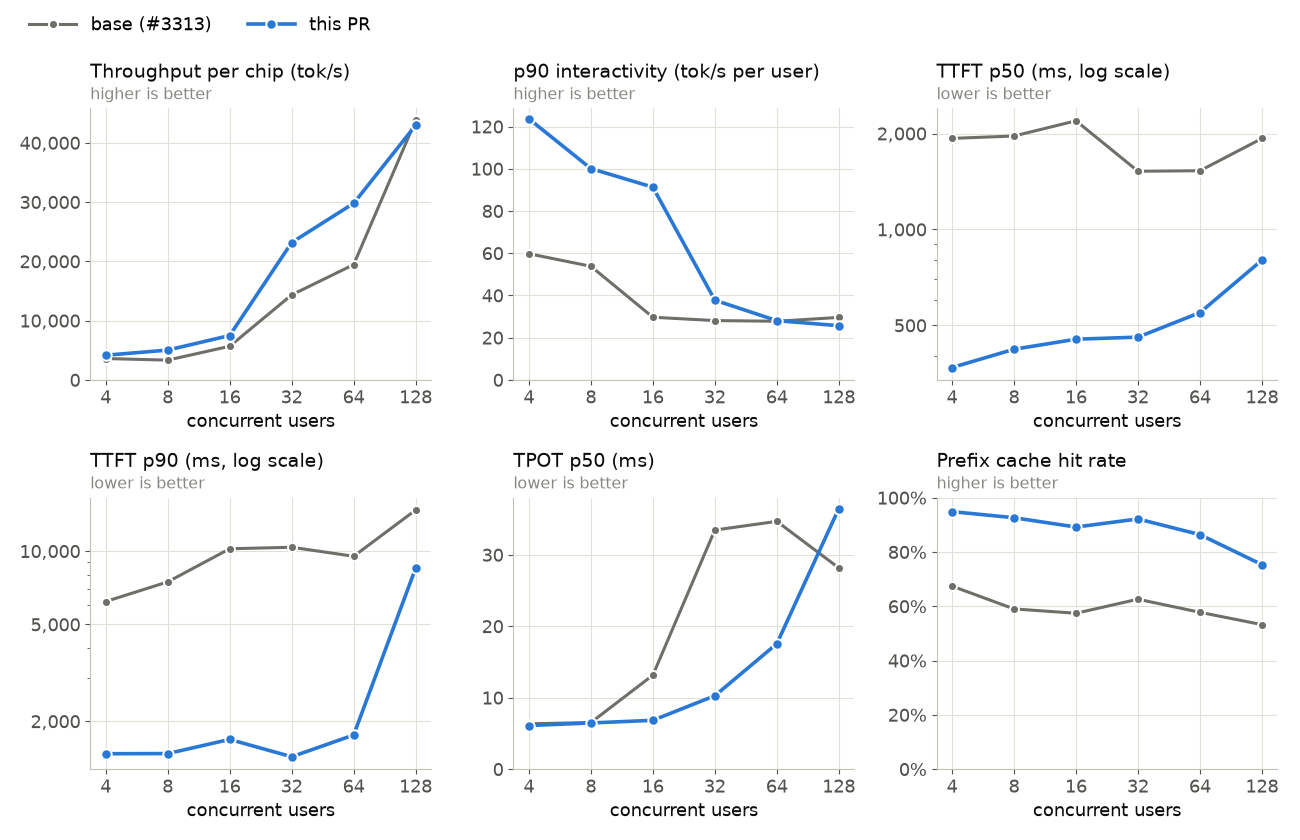 base (#3313) this PR
Throughput per chip (tok/s)
higher is better
40,000
30,000
20,000
10,000
0
4 8 16 32 64 128
concurrent users
p90 interactivity (tok/s per user)
higher is better
120
100
80
60
40
20
0
4 8 16 32 64 128
concurrent users
TTFT p50 (ms, log scale)
lower is better
2,000
1,000
500
4 8 16 32 64 128
concurrent users
TTFT p90 (ms, log scale)
lower is better
10,000
5,000
2,000
4 8 16 32 64 128
concurrent users
TPOT p50 (ms)
lower is better
30
20
10
0
4 8 16 32 64 128
concurrent users
Prefix cache hit rate
higher is better
100%
80%
60%
40%
20%
0%
4 8 16 32 64 128
concurrent users